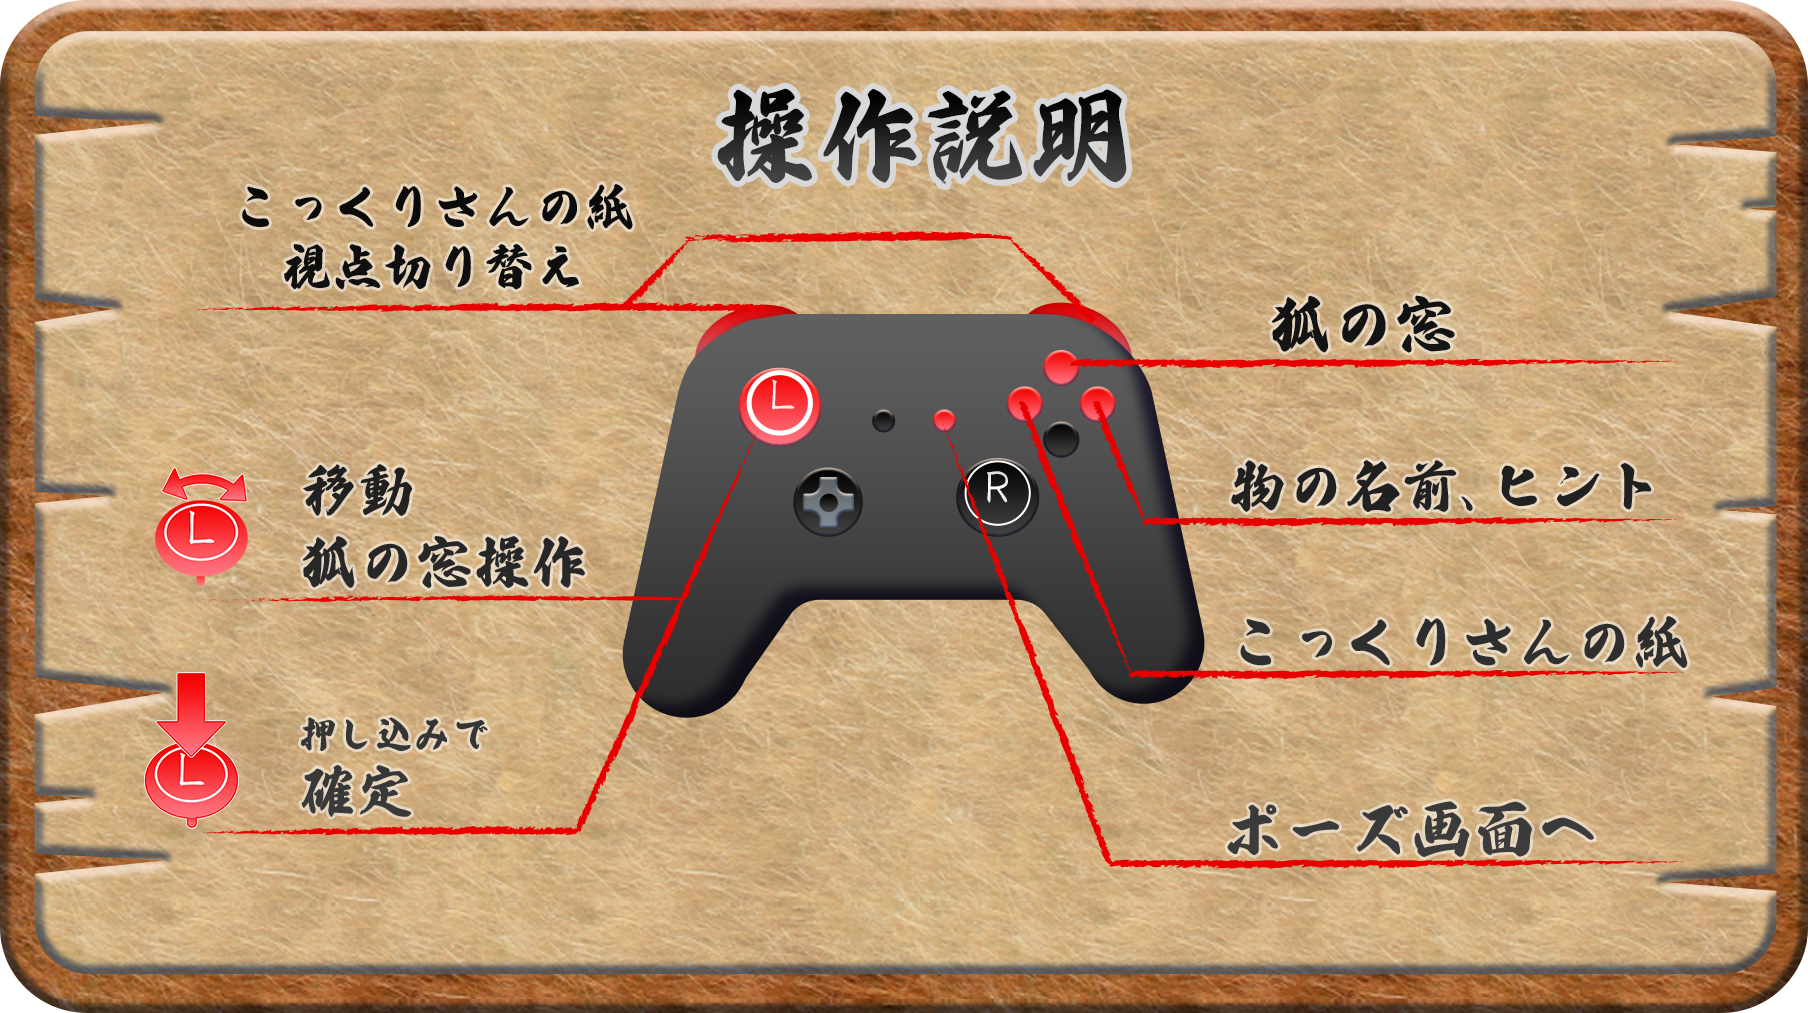 操作説明
こっくりさんの紙
視点切り替え
狐の窓
L
R
物の名前、ヒント
移動
L
狐の窓操作
こっくりさんの紙
押し込みで
L
確定
ポーズ画面へ